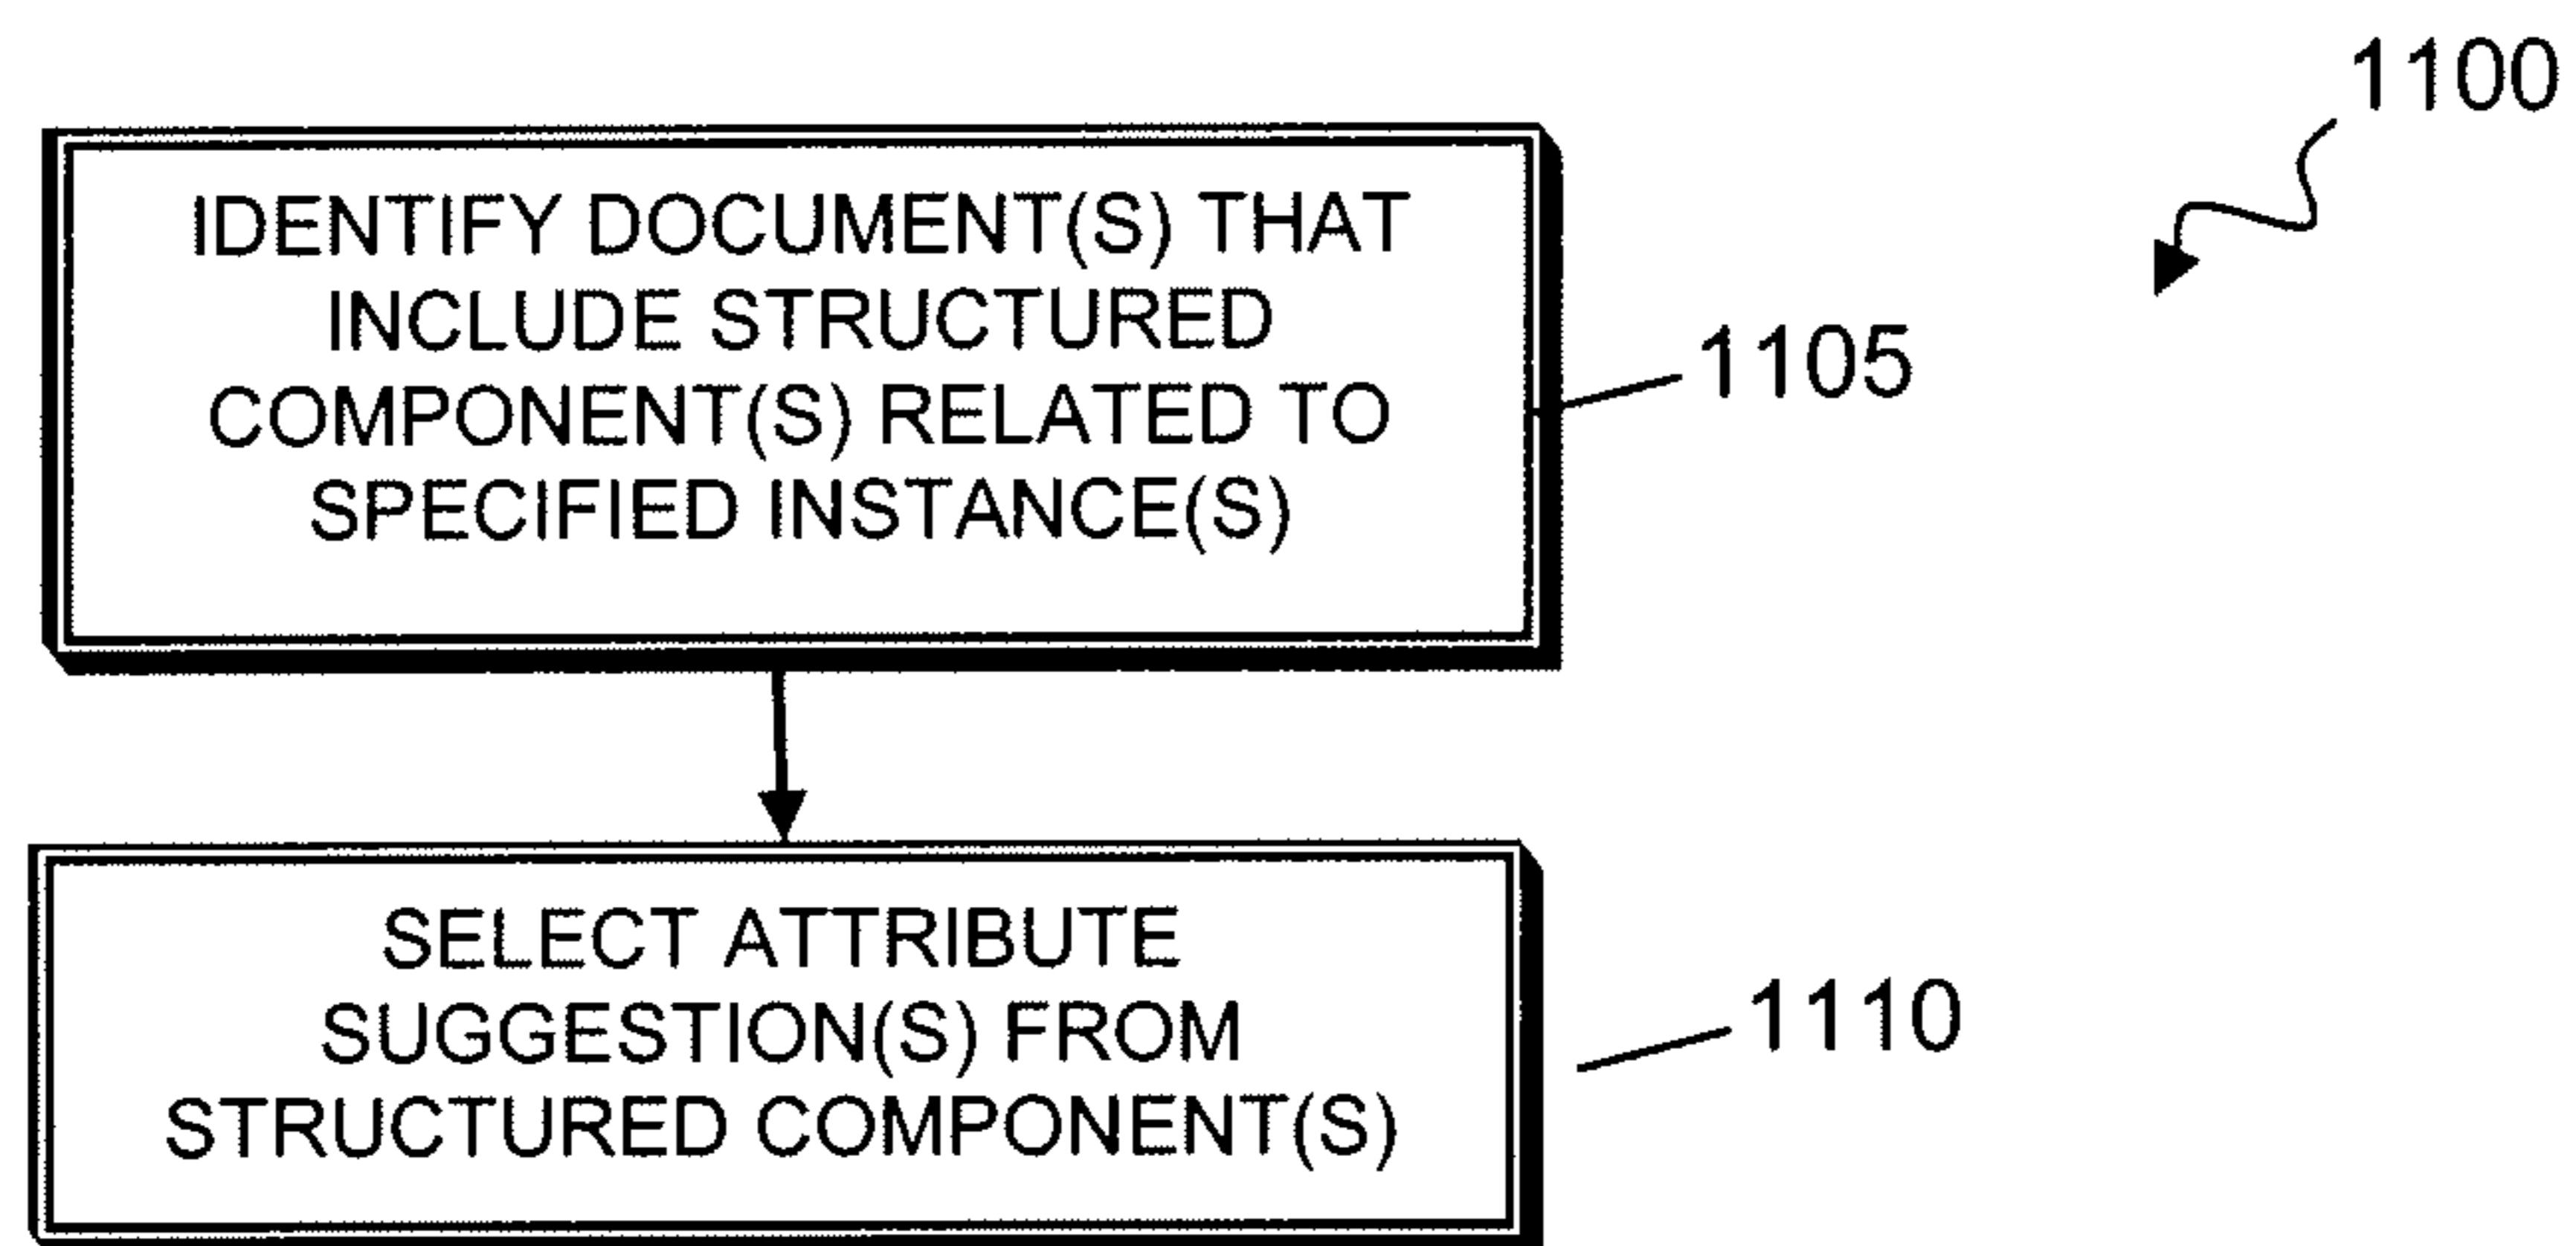 1100
IDENTIFY DOCUMENT(S) THAT
INCLUDE STRUCTURED
COMPONENT(S) RELATED TO
SPECIFIED INSTANCE(S)
1105
SELECT ATTRIBUTE
SUGGESTION(S) FROM
STRUCTURED COMPONENT(S)
1110